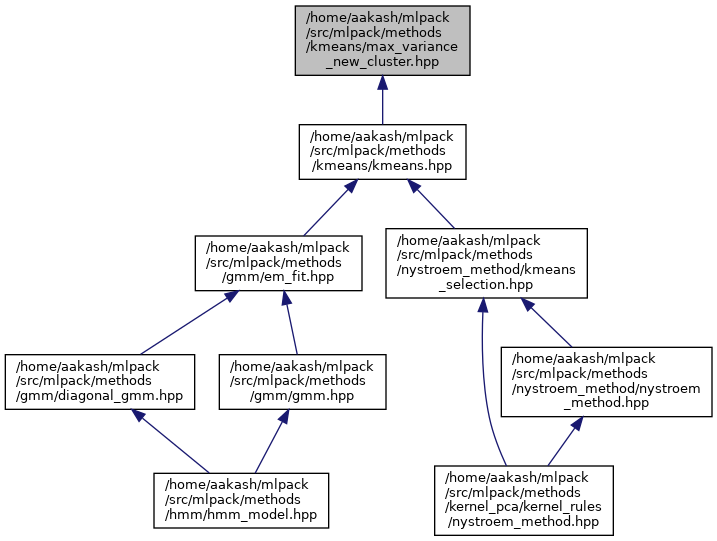 /home/aakash/mlpack
/src/mlpack/methods
/kmeans/max_variance
_new_cluster.hpp
/home/aakash/mlpack
/src/mlpack/methods
/kmeans/kmeans.hpp
/home/aakash/mlpack
/src/mlpack/methods
/gmm/em_fit.hpp
/home/aakash/mlpack
/src/mlpack/methods
/nystroem_method/kmeans
_selection.hpp
/home/aakash/mlpack
/src/mlpack/methods
/gmm/diagonal_gmm.hpp
/home/aakash/mlpack
/src/mlpack/methods
/gmm/gmm.hpp
/home/aakash/mlpack
/src/mlpack/methods
/nystroem_method/nystroem
_method.hpp
/home/aakash/mlpack
/src/mlpack/methods
/hmm/hmm_model.hpp
/home/aakash/mlpack
/src/mlpack/methods
/kernel_pca/kernel_rules
/nystroem_method.hpp